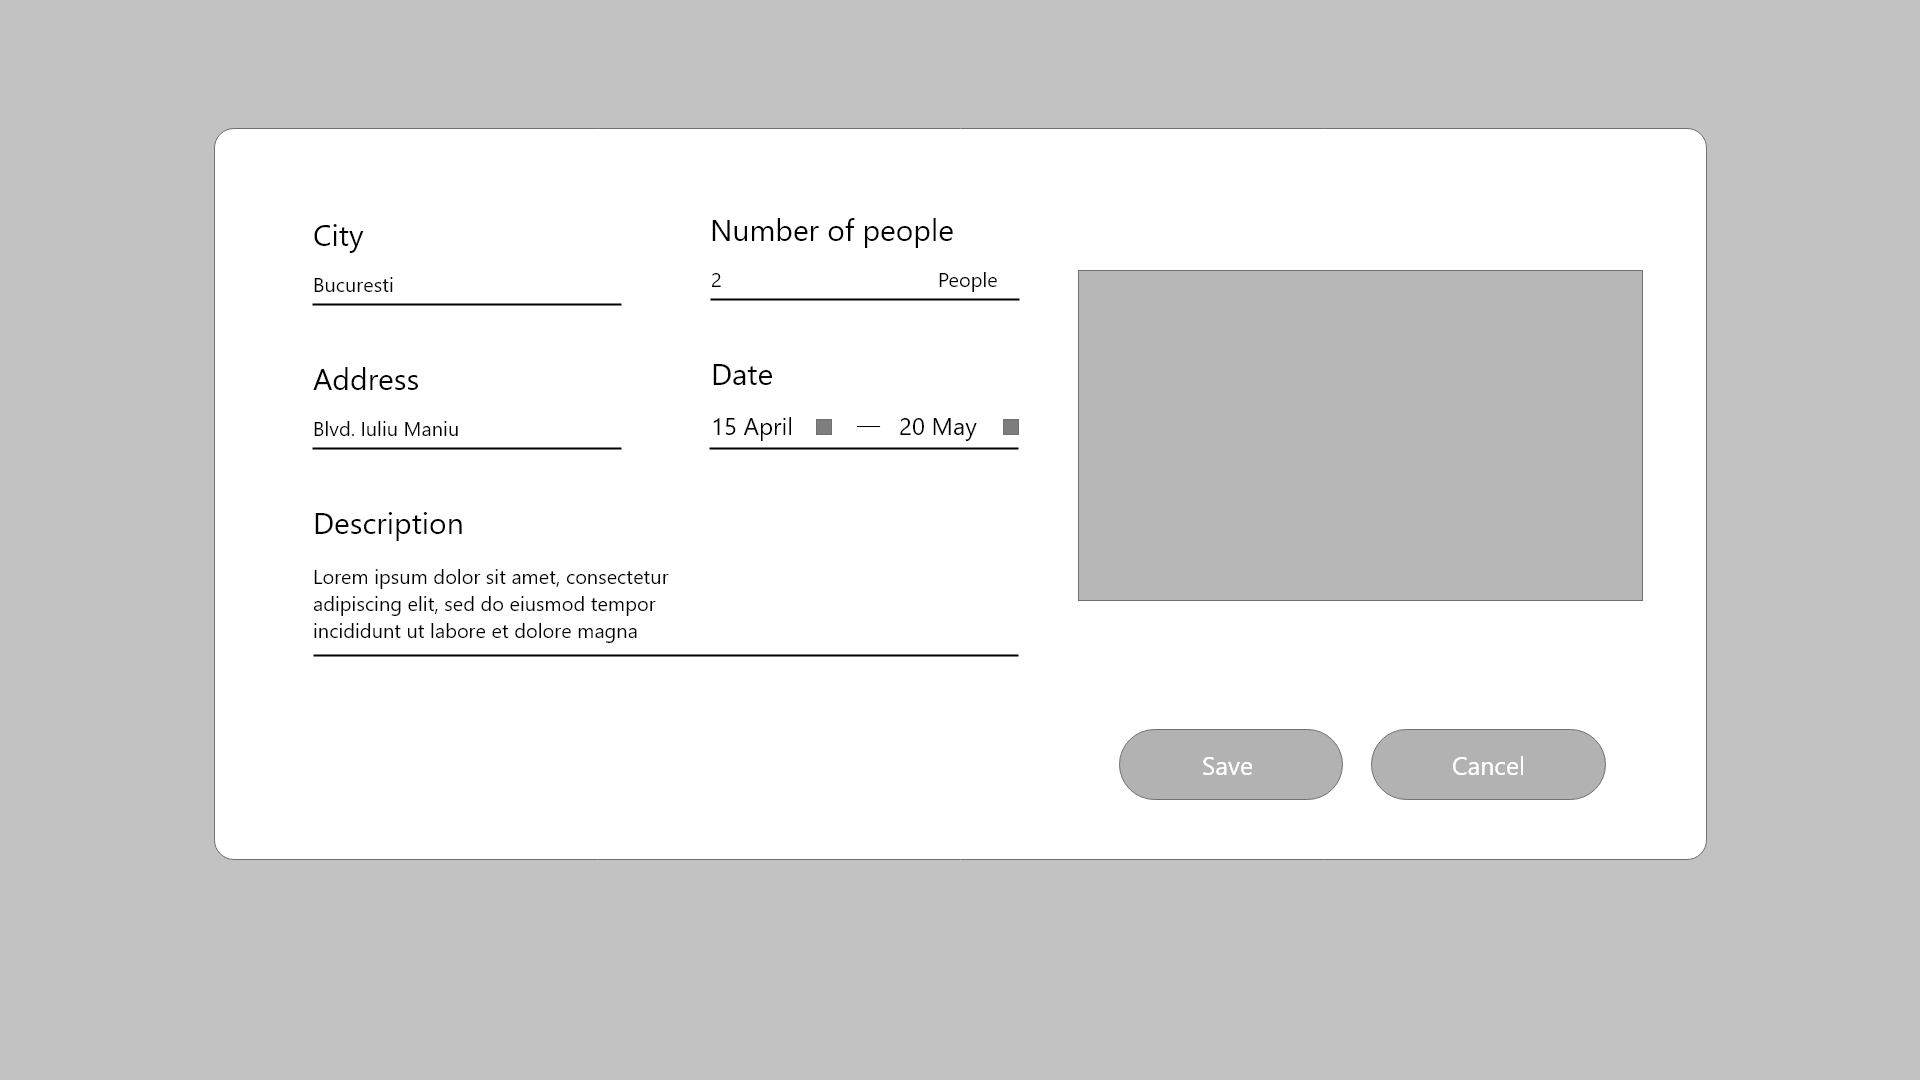 City
Bucuresti
Number of people
2 People
Address
Blvd. Iuliu Maniu
Date
15 April — 20 May
Description
Lorem ipsum dolor sit amet, consectetur
adipiscing elit, sed do eiusmod tempor
incididunt ut labore et dolore magna
Save
Cancel